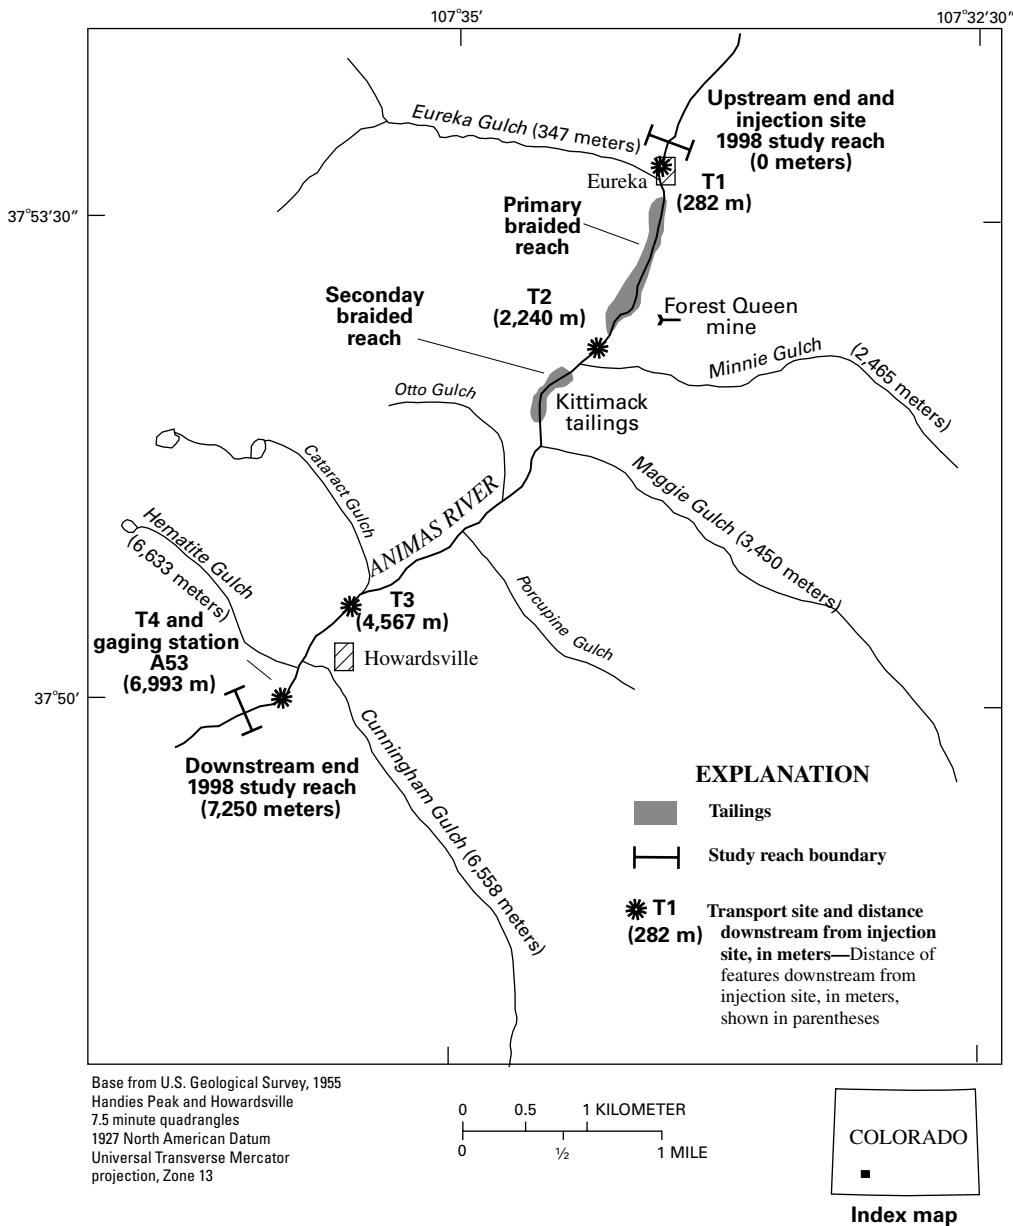 107°35'
107°32'30"
Upstream end and
injection site
1998 study reach
(0 meters)
Eureka Gulch (347 meters)
Eureka
T1
(282 m)
37°53'30"
Primary
braided
reach
T2
(2,240 m)
Seconday
braided
reach
Forest Queen
mine
Minnie Gulch
(2,465 meters)
Otto Gulch
Kittimack
tailings
Cataract Gulch
Maggie Gulch (3,450 meters)
ANIMAS RIVER
Hematite Gulch
(6,633 meters)
Porcupine Gulch
T3
(4,567 m)
T4 and
gaging station
A53
(6,993 m)
Howardsville
37°50'
Cunningham Gulch (6,558 meters)
Downstream end
1998 study reach
(7,250 meters)
EXPLANATION
Tailings
Study reach boundary
T1
(282 m)
Transport site and distance
downstream from injection
site, in meters—Distance of
features downstream from
injection site, in meters,
shown in parentheses
Base from U.S. Geological Survey, 1955
Handies Peak and Howardsville
7.5 minute quadrangles
1927 North American Datum
Universal Transverse Mercator
projection, Zone 13
0 0.5 1 KILOMETER
0 ½ 1 MILE
COLORADO
Index map